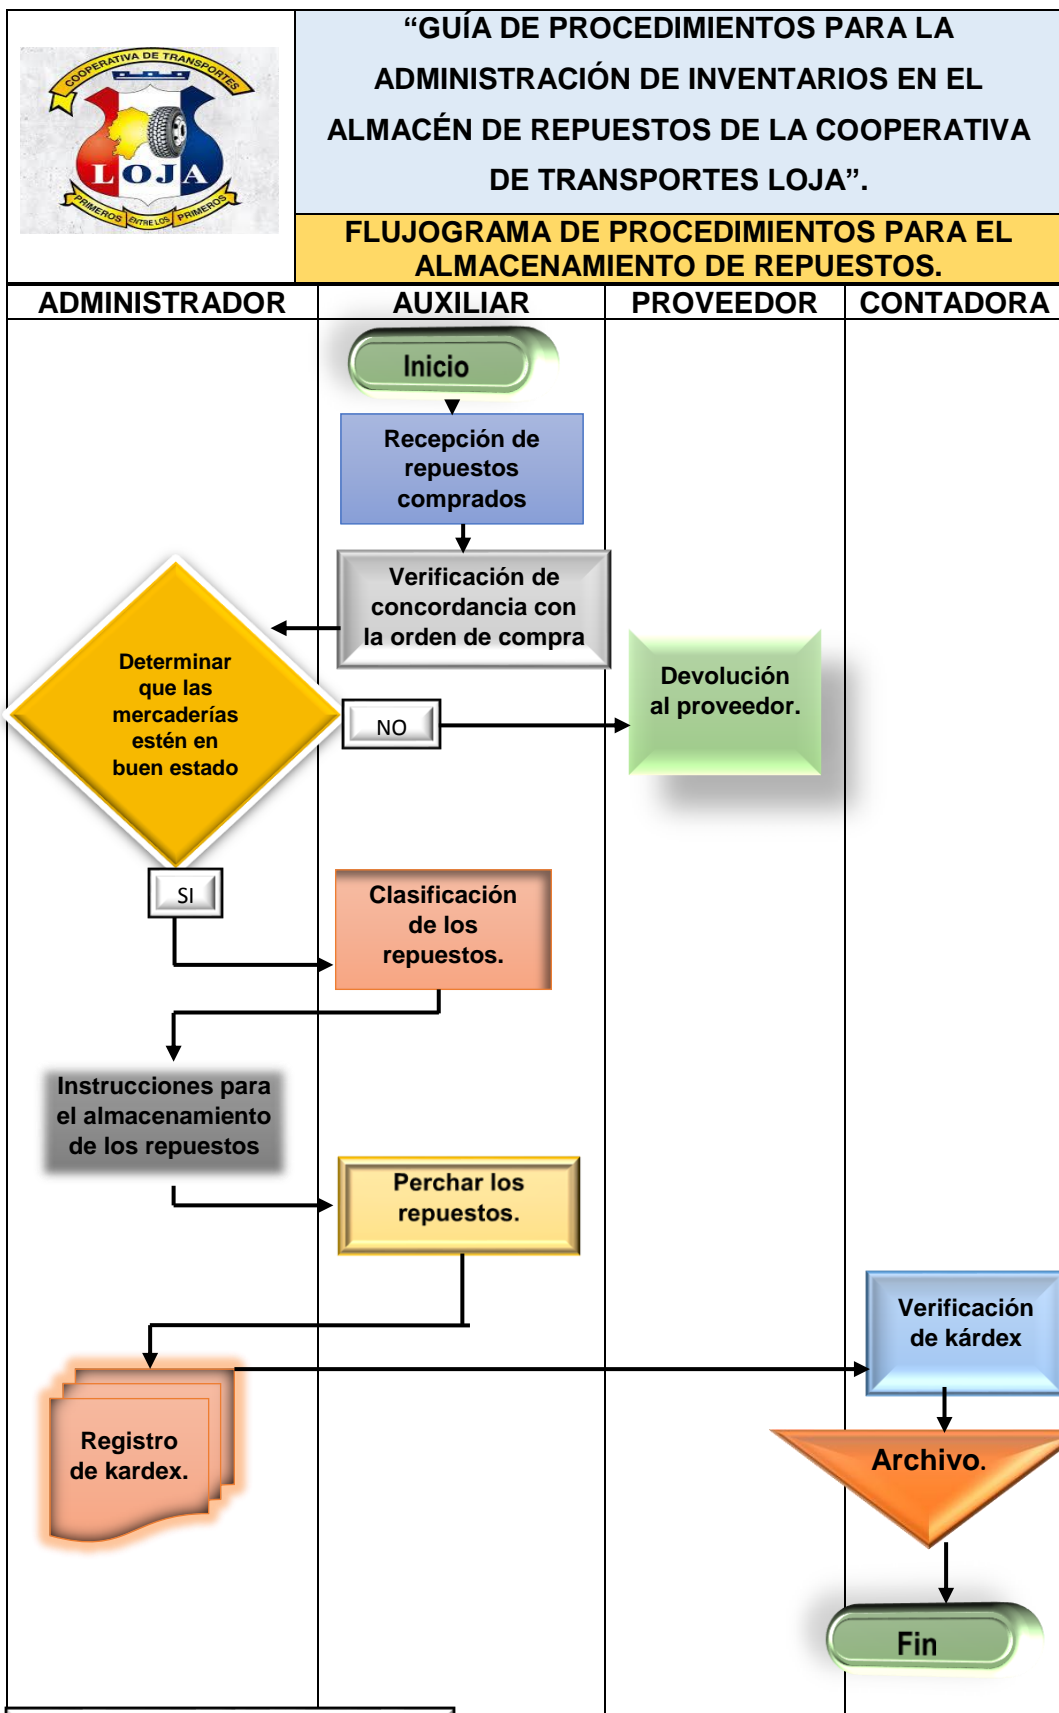 COOPERATIVA DE TRANSPORTES
LOJA
PRIMEROS ENTRE LOS PRIMEROS
“GUÍA DE PROCEDIMIENTOS PARA LA
ADMINISTRACIÓN DE INVENTARIOS EN EL
ALMACÉN DE REPUESTOS DE LA COOPERATIVA
DE TRANSPORTES LOJA”.
FLUJOGRAMA DE PROCEDIMIENTOS PARA EL
ALMACENAMIENTO DE REPUESTOS.
ADMINISTRADOR AUXILIAR PROVEEDOR CONTADORA
Inicio
Recepción de
repuestos
comprados
Verificación de
concordancia con
la orden de compra
Determinar
que las
mercaderías
estén en
buen estado
NO
Devolución
al proveedor.
SI
Clasificación
de los
repuestos.
Instrucciones para
el almacenamiento
de los repuestos
Perchar los
repuestos.
Registro
de kardex.
Verificación
de kárdex
Archivo.
Fin